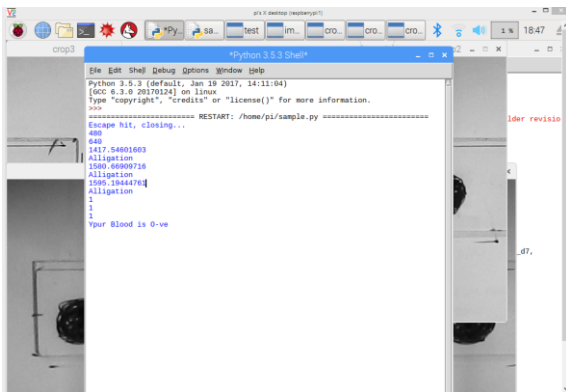 pi's X desktop (raspberrypi:1)
*Py..
sa...
test
im...
cro...
cro...
cro...
1 %
18:47
crop3
*Python 3.5.3 Shell*
File Edit Shell Debug Options Window Help
Python 3.5.3 (default, Jan 19 2017, 14:11:04)
[GCC 6.3.0 20170124] on linux
Type "copyright", "credits" or "license()" for more information.
>>>
======================== RESTART: /home/pi/sample.py ========================
Escape hit, closing...
480
640
1417.54601603
Alligation
1580.66909716
Alligation
1595.19444761
Alligation
1
1
1
Ypur Blood is O-ve
lder revisio
_d7,